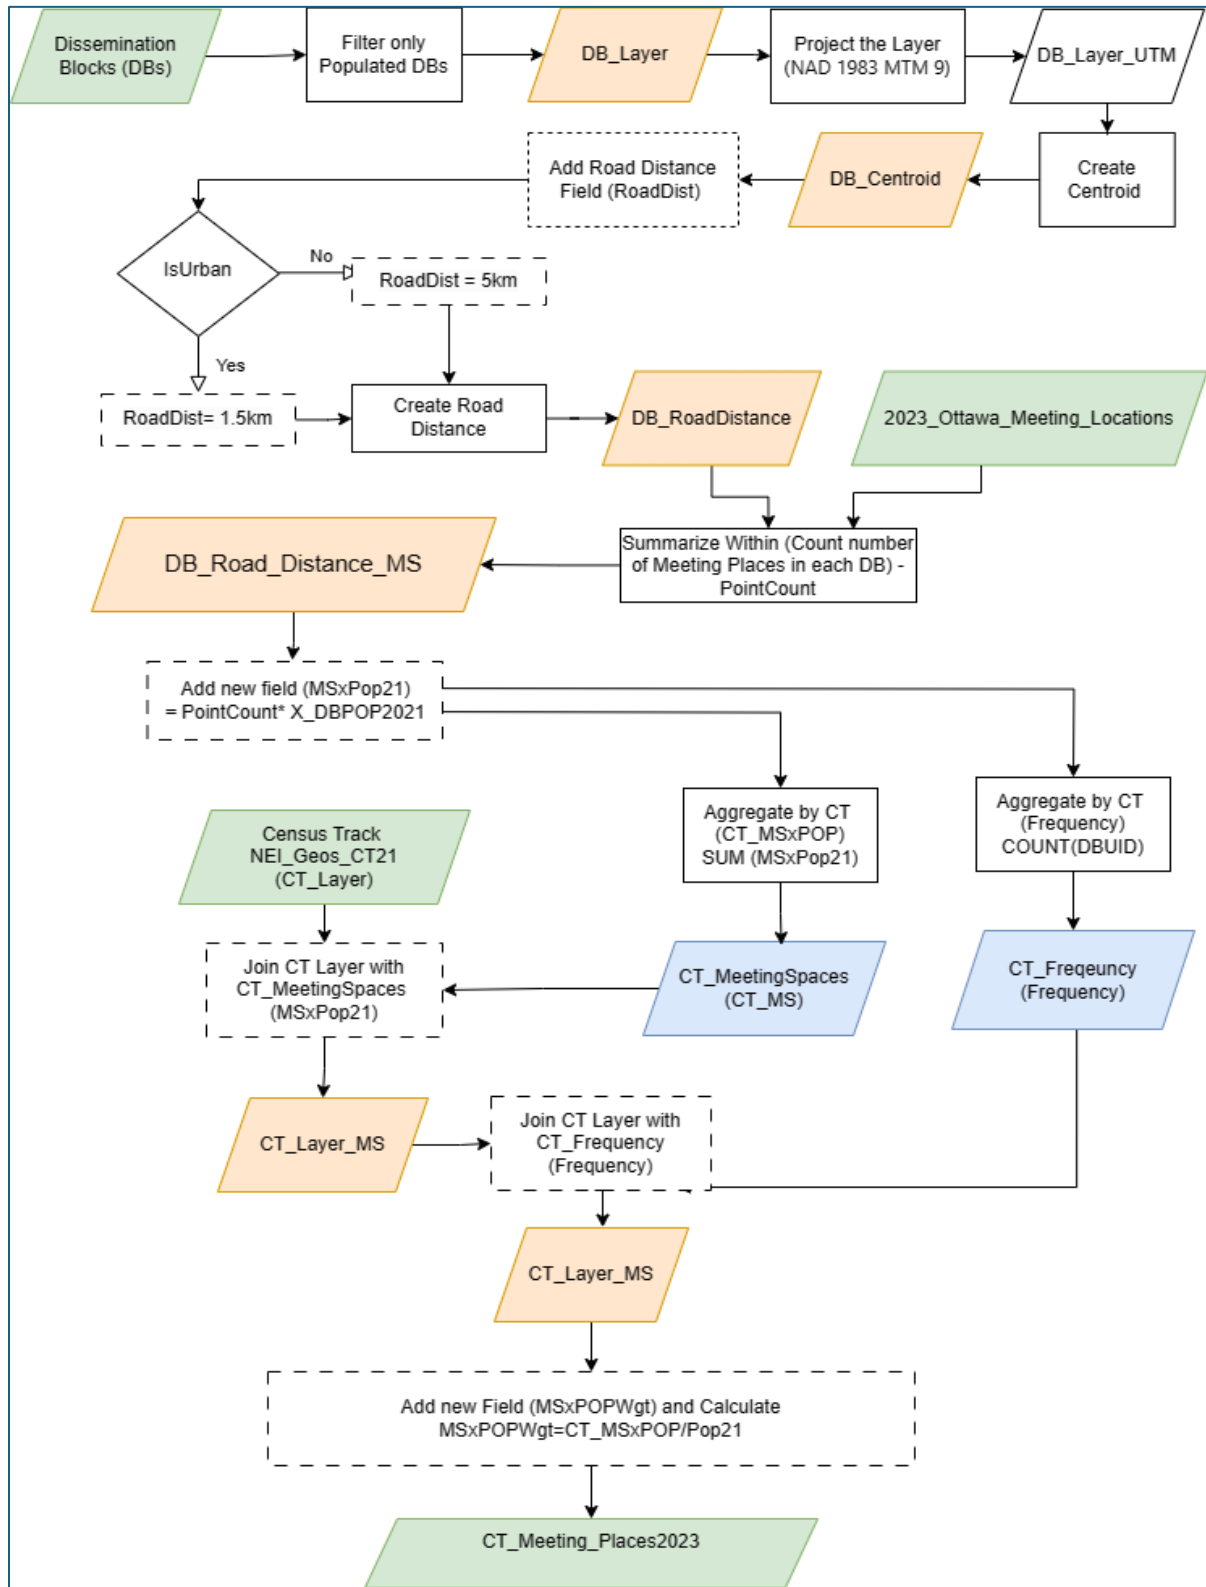 Dissemination
Blocks (DBs)
Filter only
Populated DBs
DB_Layer
Project the Layer
(NAD 1983 MTM 9)
DB_Layer_UTM
Add Road Distance
Field (RoadDist)
DB_Centroid
Create
Centroid
IsUrban
No
RoadDist = 5km
Yes
RoadDist= 1.5km
Create Road
Distance
DB_RoadDistance
2023_Ottawa_Meeting_Locations
DB_Road_Distance_MS
Summarize Within (Count number
of Meeting Places in each DB) -
PointCount
Add new field (MSxPop21)
= PointCount* X_DBPOP2021
Aggregate by CT
(CT_MSxPOP)
SUM (MSxPop21)
Aggregate by CT
(Frequency)
COUNT(DBUID)
Census Track
NEI_Geos_CT21
(CT_Layer)
Join CT Layer with
CT_MeetingSpaces
(MSxPop21)
CT_MeetingSpaces
(CT_MS)
CT_Freqeuncy
(Frequency)
CT_Layer_MS
Join CT Layer with
CT_Frequency
(Frequency)
CT_Layer_MS
Add new Field (MSxPOPWgt) and Calculate
MSxPOPWgt=CT_MSxPOP/Pop21
CT_Meeting_Places2023